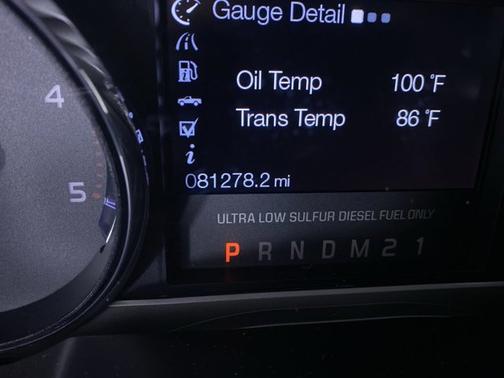 Gauge Detail
Oil Temp 100 °F
Trans Temp 86 °F
i
081278.2 mi
4
5
ULTRA LOW SULFUR DIESEL FUEL ONLY
P R N D M 2 1